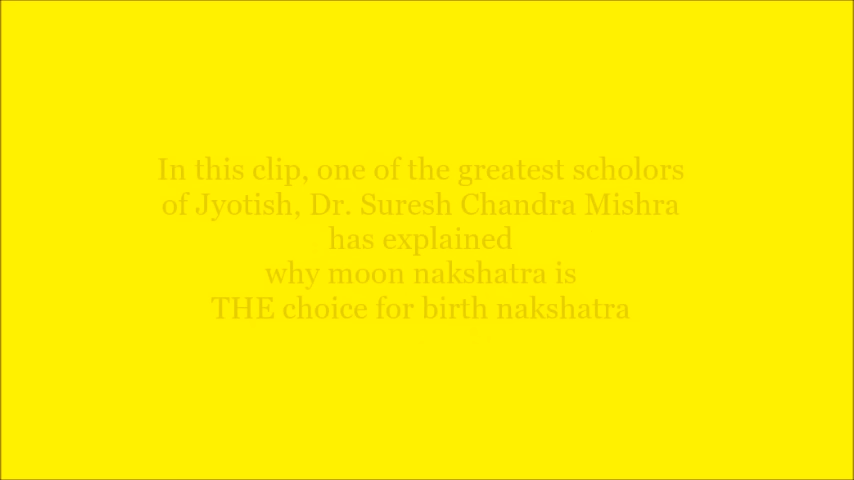 In this clip, one of the greatest scholors
of Jyotish, Dr. Suresh Chandra Mishra
has explained
why moon nakshatra is
THE choice for birth nakshatra